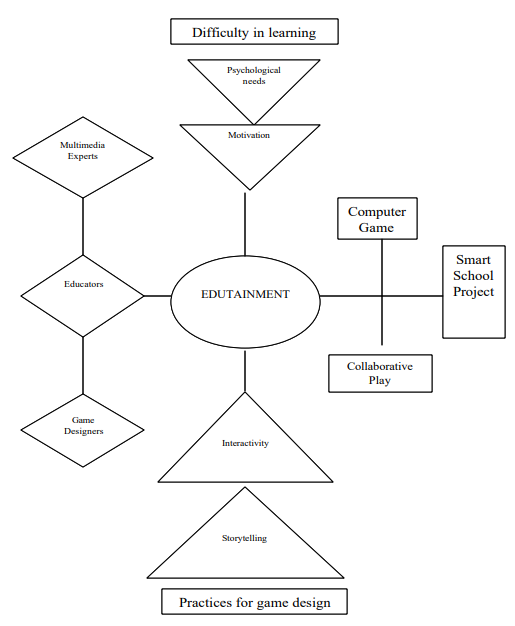 Difficulty in learning
Psychological
needs
Motivation
Multimedia
Experts
Computer
Game
Smart
School
Project
Educators
EDUTAINMENT
Collaborative
Play
Game
Designers
Interactivity
Storytelling
Practices for game design